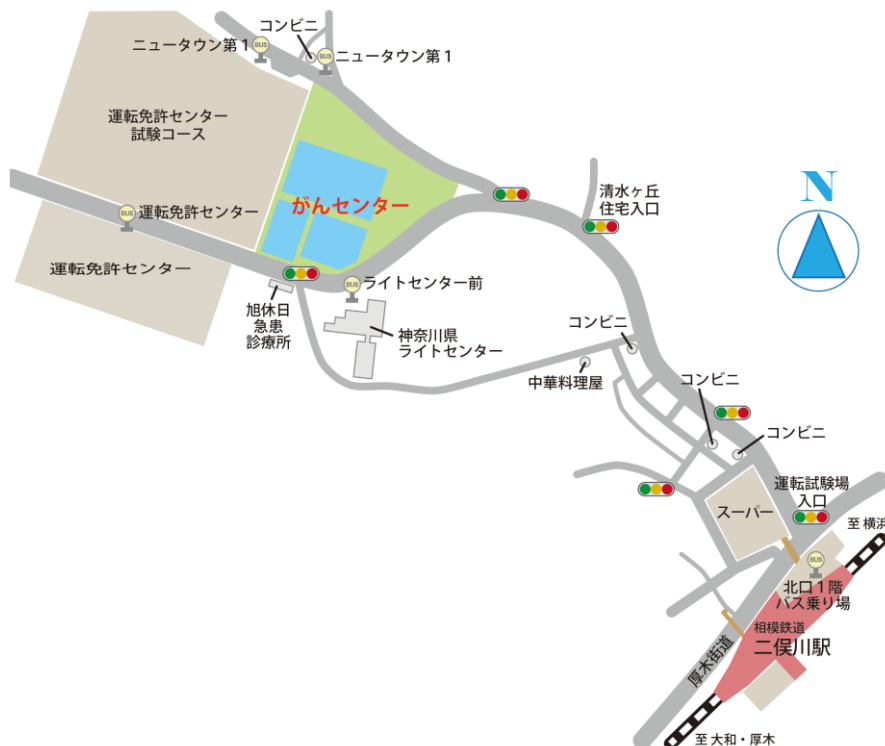 コンビニ
ニュータウン第1
BUS
BUS
ニュータウン第1
運転免許センター
試験コース
N
清水ヶ丘
住宅入口
がんセンター
BUS
運転免許センター
運転免許センター
BUS
ライトセンター前
旭休日
急患
診療所
神奈川県
ライトセンター
コンビニ
中華料理屋
コンビニ
コンビニ
運転試験場
入口
スーパー
至 横浜
BUS
北口1階
バス乗り場
相模鉄道
二俣川駅
厚木街道
至 大和・厚木